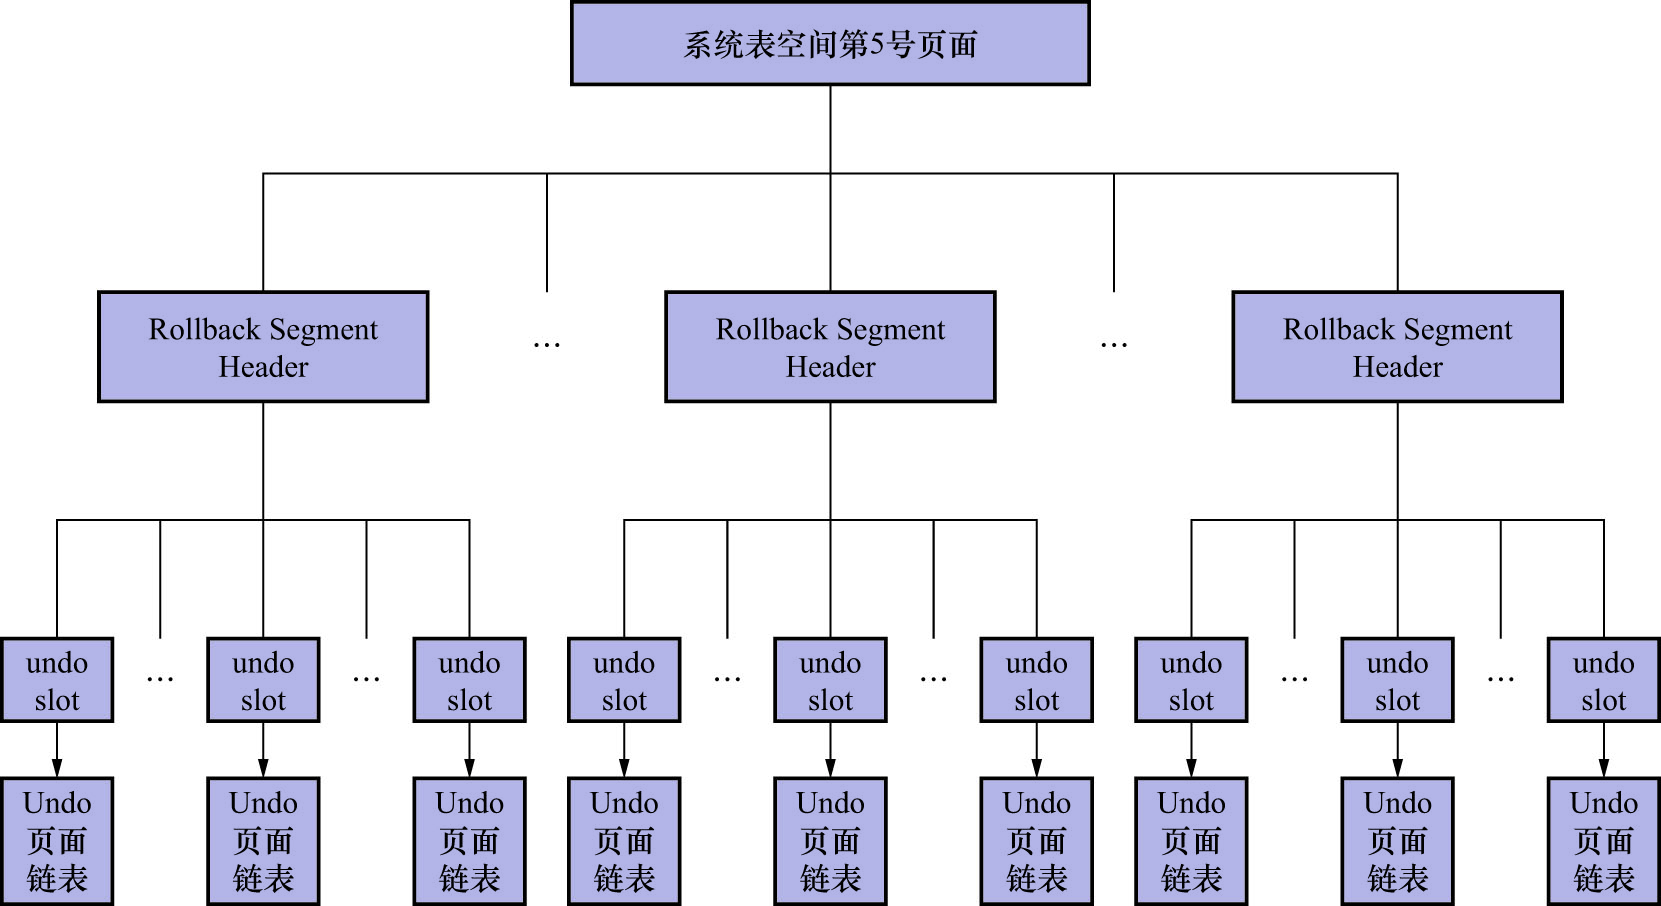 系统表空间第5号页面
Rollback Segment
Header
...
Rollback Segment
Header
...
Rollback Segment
Header
undo
slot
...
undo
slot
...
undo
slot
undo
slot
...
undo
slot
...
undo
slot
undo
slot
...
undo
slot
...
undo
slot
Undo
页面
链表
Undo
页面
链表
Undo
页面
链表
Undo
页面
链表
Undo
页面
链表
Undo
页面
链表
Undo
页面
链表
Undo
页面
链表
Undo
页面
链表